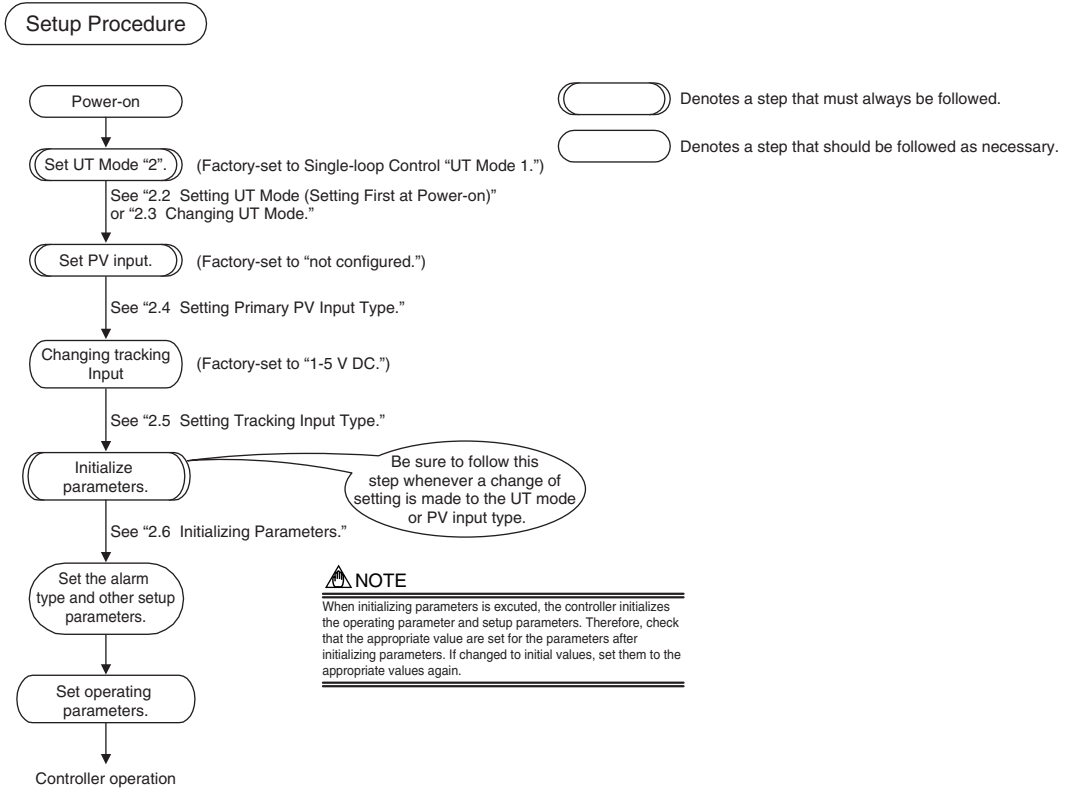 Setup Procedure
Power-on
Denotes a step that must always be followed.
Denotes a step that should be followed as necessary.
Set UT Mode “2”.
(Factory-set to Single-loop Control “UT Mode 1.”)
See “2.2  Setting UT Mode (Setting First at Power-on)”
or “2.3  Changing UT Mode.”
Set PV input.
(Factory-set to “not configured.”)
See “2.4  Setting Primary PV Input Type.”
Changing tracking
Input
(Factory-set to “1-5 V DC.”)
See “2.5  Setting Tracking Input Type.”
Initialize
parameters.
Be sure to follow this
step whenever a change of
setting is made to the UT mode
or PV input type.
See “2.6  Initializing Parameters.”
Set the alarm
type and other setup
parameters.
NOTE
When initializing parameters is excuted, the controller initializes
the operating parameter and setup parameters. Therefore, check
that the appropriate value are set for the parameters after
initializing parameters. If changed to initial values, set them to the
appropriate values again.
Set operating
parameters.
Controller operation